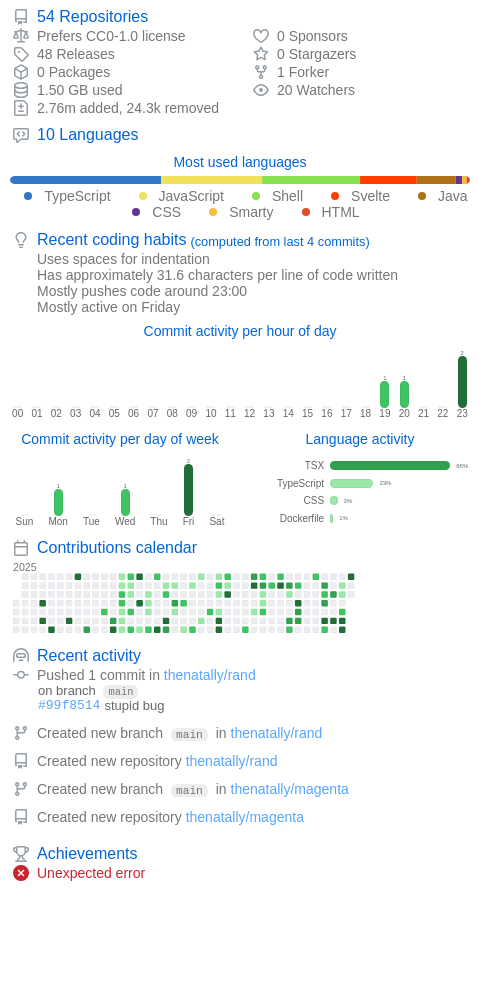 54 Repositories
Prefers CC0-1.0 license
0 Sponsors
48 Releases
0 Stargazers
0 Packages
1 Forker
1.50 GB used
20 Watchers
2.76m added, 24.3k removed
10 Languages
Most used languages
TypeScript JavaScript Shell Svelte Java
CSS Smarty HTML
Recent coding habits (computed from last 4 commits)
Uses spaces for indentation
Has approximately 31.6 characters per line of code written
Mostly pushes code around 23:00
Mostly active on Friday
Commit activity per hour of day
1 1 2
00 01 02 03 04 05 06 07 08 09 10 11 12 13 14 15 16 17 18 19 20 21 22 23
Commit activity per day of week
1 1 2
Sun Mon Tue Wed Thu Fri Sat
Language activity
TSX 66%
TypeScript 23%
CSS 3%
Dockerfile
Contributions calendar
2025
Recent activity
Pushed 1 commit in thenatally/rand
on branch main
#99f8514 stupid bug
Created new branch main in thenatally/rand
Created new repository thenatally/rand
Created new branch main in thenatally/magenta
Created new repository thenatally/magenta
Achievements
Unexpected error